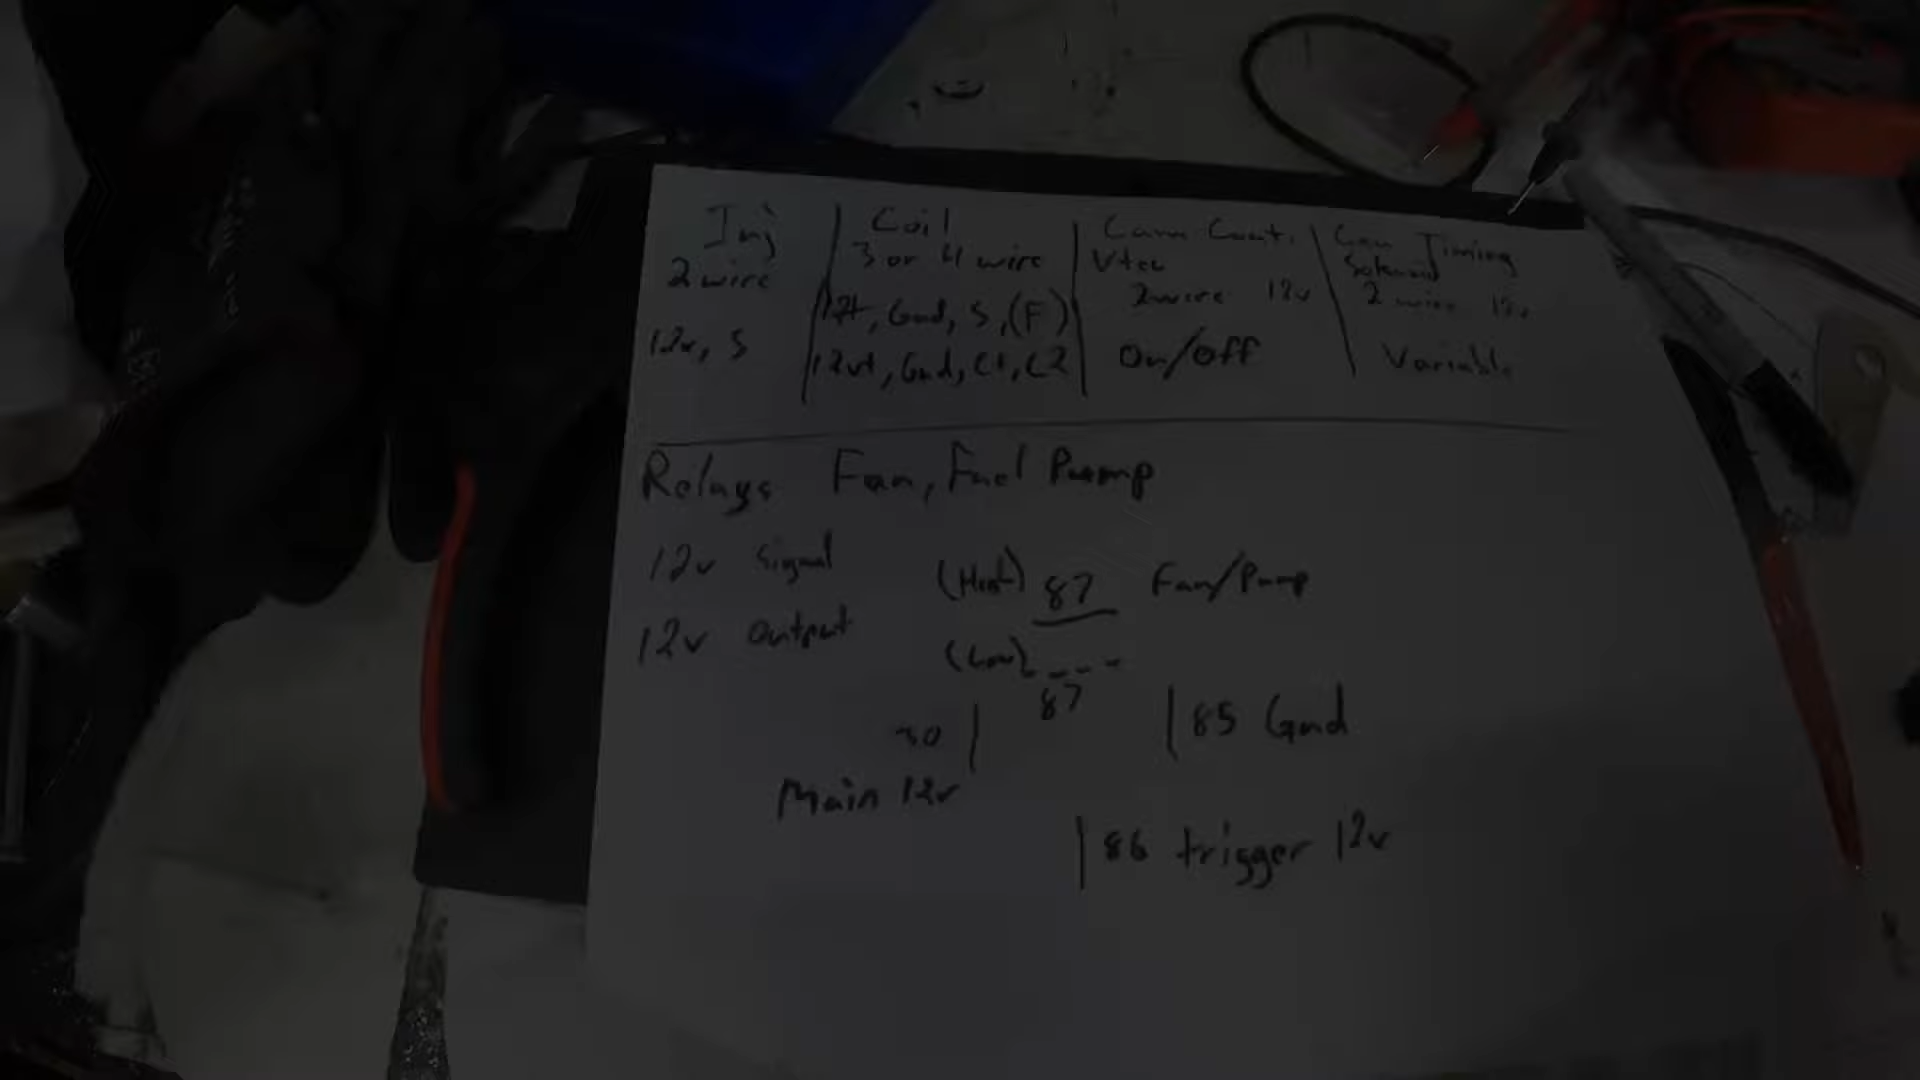 Inj
2 wire
12v, S
Coil
3 or 4 wire
12+, Gnd, S, (F)
12v+, Gnd, C1, C2
Cam Cont.
Vtec
2 wire 12v
On/Off
Cam Timing
Solenoid
2 wire 12v
Variable
Relays Fan, Fuel Pump
12v Signal
12v Output
87 Fan/Pump
(Low) ----
87
30
Main 12v
85 Gnd
86 trigger 12v